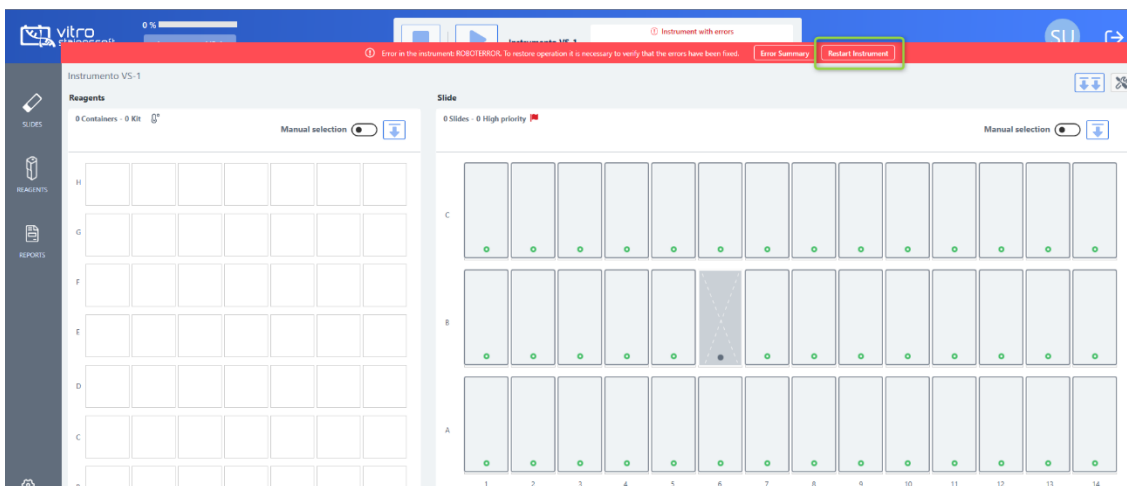 vitro
stainerssoft
0 %
Instrumento VS-1
Instrument with errors
SU
Error in the instrument: ROBOTERROR. To restore operation it is necessary to verify that the errors have been fixed.
Error Summary
Restart Instrument
Instrumento VS-1
SLIDES
REAGENTS
REPORTS
Reagents
0 Containers - 0 Kit
Manual selection
H
G
F
E
D
C
Slide
0 Slides - 0 High priority
Manual selection
C
B
A
1 2 3 4 5 6 7 8 9 10 11 12 13 14